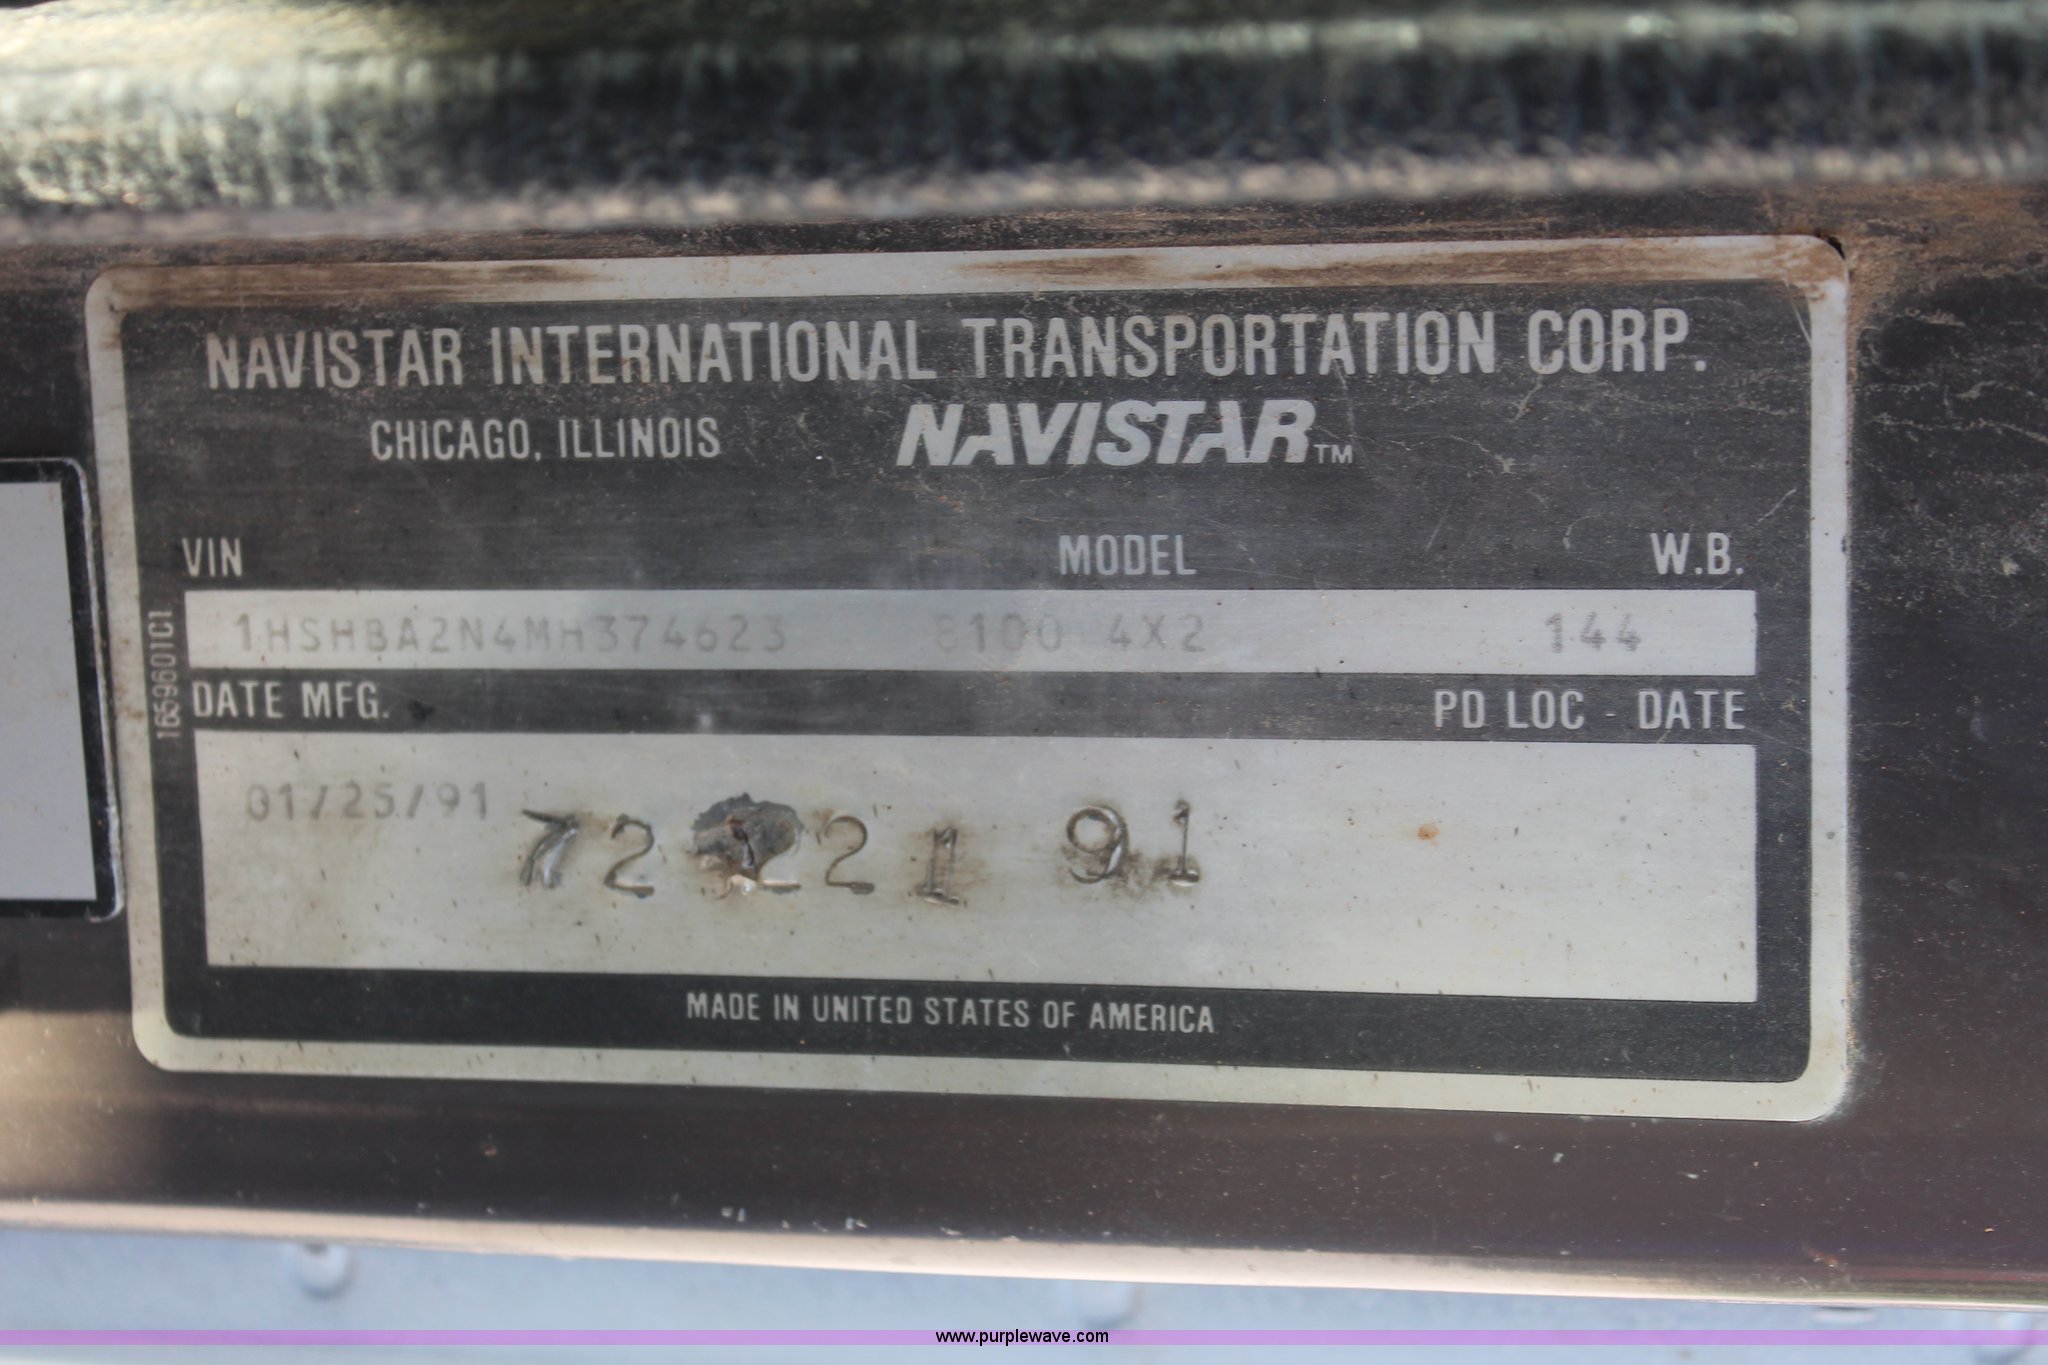 NAVISTAR INTERNATIONAL TRANSPORTATION CORP.
CHICAGO, ILLINOIS NAVISTAR™
VIN MODEL W.B.
1HSHBA2N4MH374623 8100 4X2 144
1659601C1
DATE MFG. PD LOC - DATE
01/25/91
91
MADE IN UNITED STATES OF AMERICA
www.purplewave.com